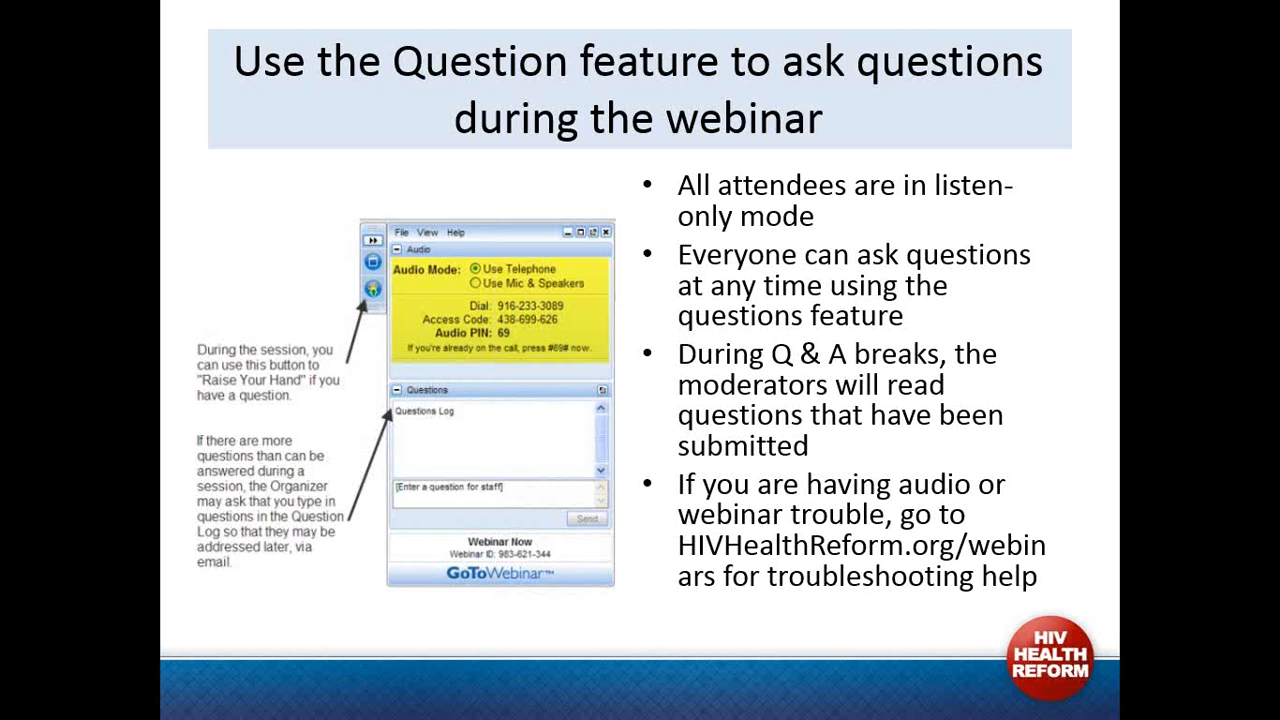 Use the Question feature to ask questions
during the webinar
During the session, you
can use this button to
"Raise Your Hand" if you
have a question.
If there are more
questions than can be
answered during a
session, the Organizer
may ask that you type in
questions in the Question
Log so that they may be
addressed later, via
email.
File View Help
Audio
Audio Mode: Use Telephone
Use Mic & Speakers
Dial: 916-233-3089
Access Code: 438-699-626
Audio PIN: 69
If you're already on the call, press #69# now.
Questions
Questions Log
[Enter a question for staff]
Send
Webinar Now
Webinar ID: 983-621-344
GoToWebinar™
• All attendees are in listen-
only mode
• Everyone can ask questions
at any time using the
questions feature
• During Q & A breaks, the
moderators will read
questions that have been
submitted
• If you are having audio or
webinar trouble, go to
HIVHealthReform.org/webin
ars for troubleshooting help
HIV
HEALTH
REFORM